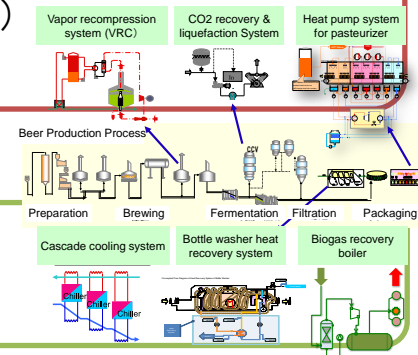 )
Vapor recompression
system (VRC)
CO2 recovery &
liquefaction System
Heat pump system
for pasteurizer
Beer Production Process
CCV
Preparation
Brewing
Fermentation
Filtration
Packaging
Cascade cooling system
Bottle washer heat
recovery system
Biogas recovery
boiler
Chiller
Chiller
Chiller